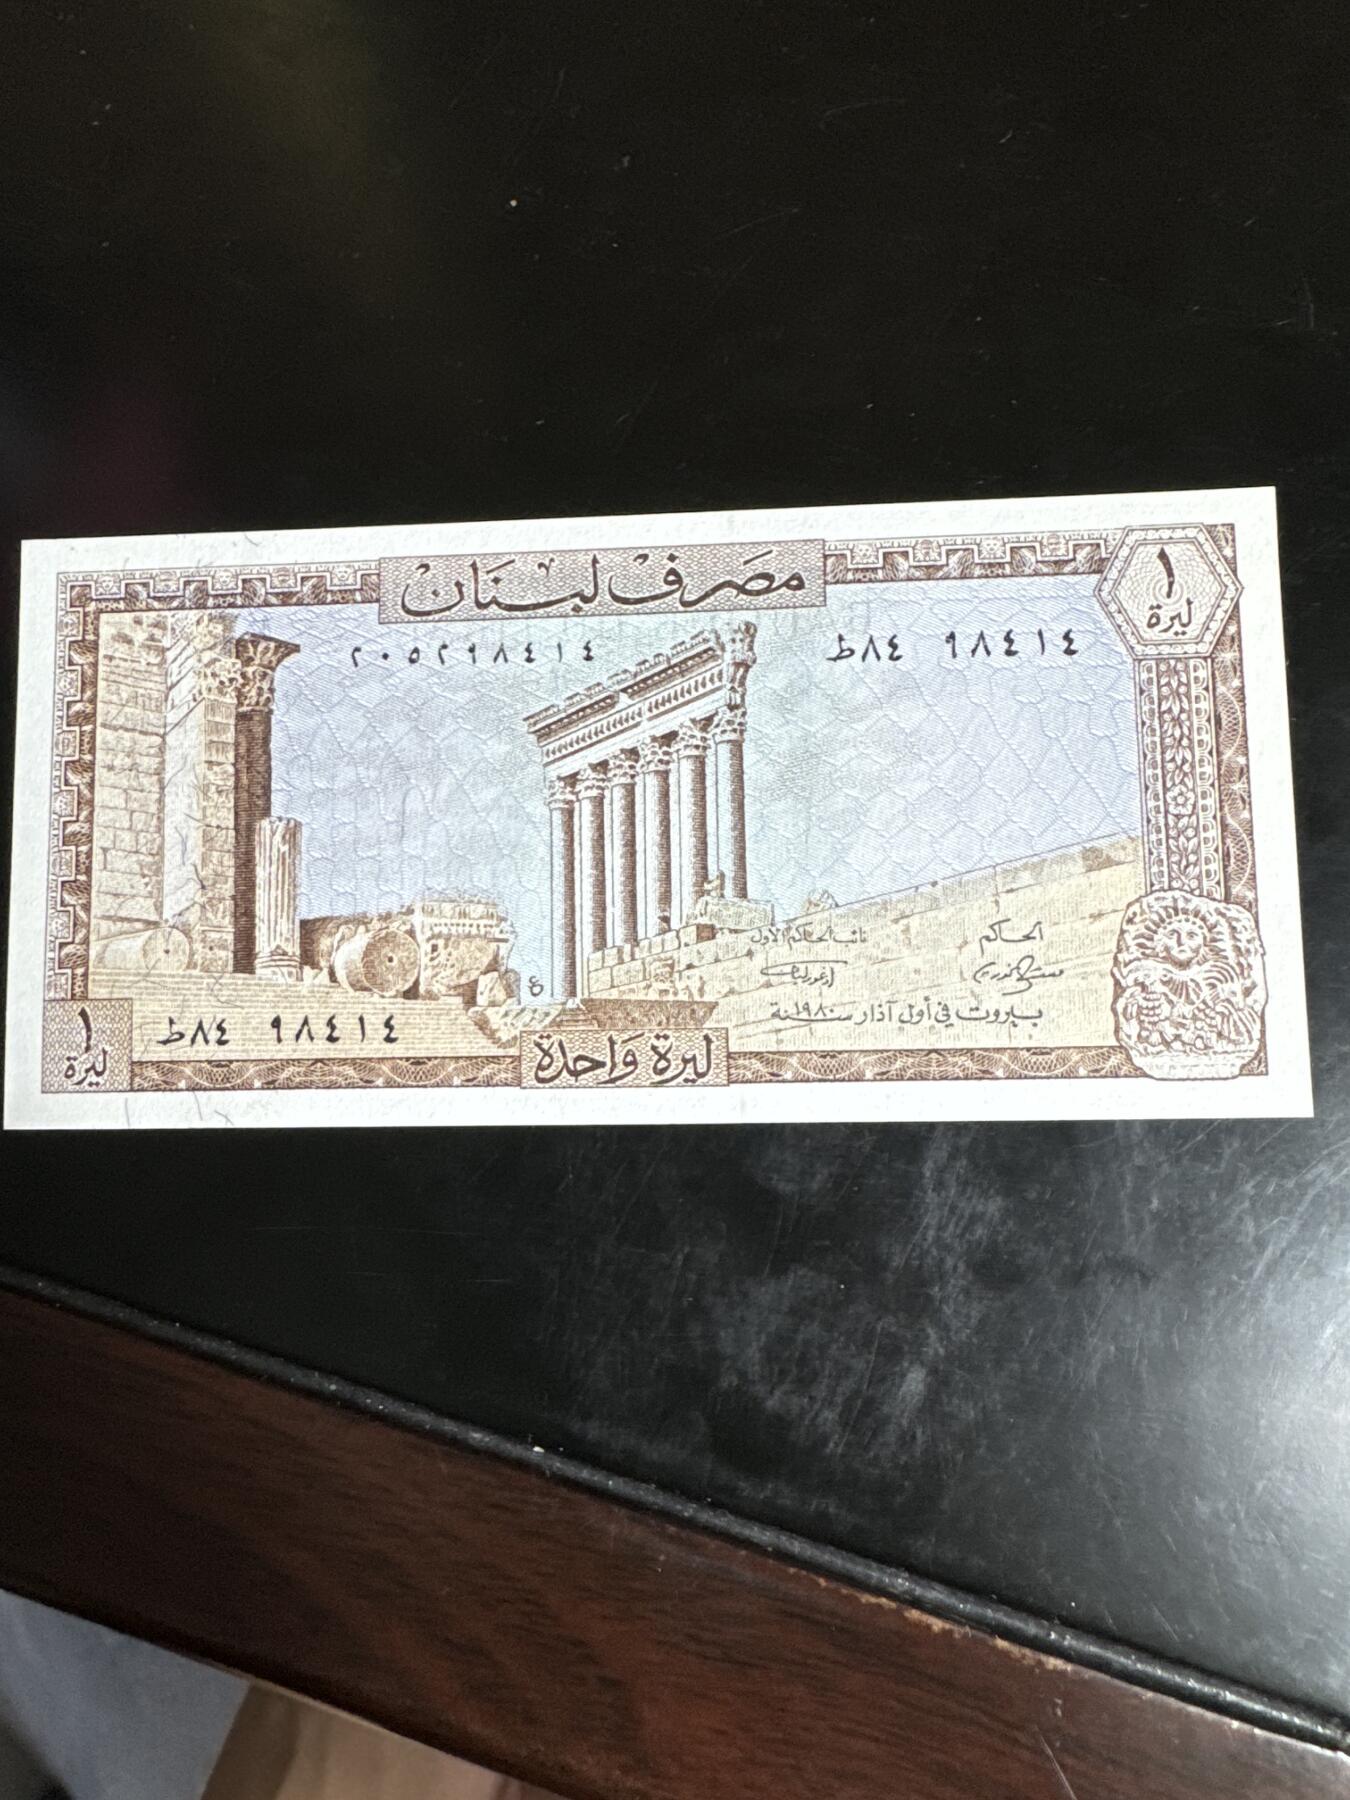 مصرف لبنان
١
ليرة
٢٠٥٢٩٨٤١٤
ط٨٤ ٩٨٤١٤
الحاكم
نائب الحاكم الأول
بيروت في أول آذار سنة ١٩٨٠
ط٨٤ ٩٨٤١٤
١
ليرة
ليرة واحدة